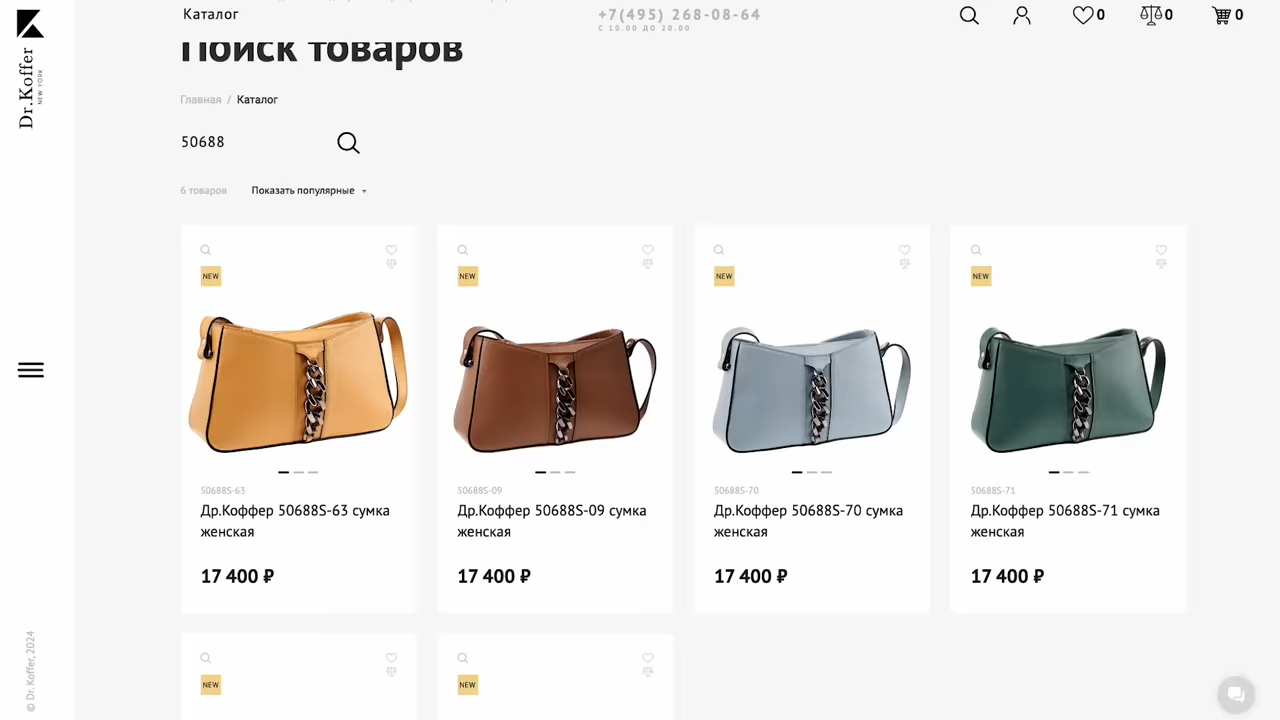 Каталог
+7(495) 268-08-64
С 10.00 ДО 20.00
0
0
0
Dr.Koffer
NEW YORK
Поиск товаров
Главная / Каталог
50688
6 товаров
Показать популярные
NEW
NEW
NEW
NEW
50688S-63
50688S-09
50688S-70
50688S-71
Др.Коффер 50688S-63 сумка
женская
Др.Коффер 50688S-09 сумка
женская
Др.Коффер 50688S-70 сумка
женская
Др.Коффер 50688S-71 сумка
женская
17 400 ₽
17 400 ₽
17 400 ₽
17 400 ₽
NEW
NEW
© Dr. Koffer, 2024